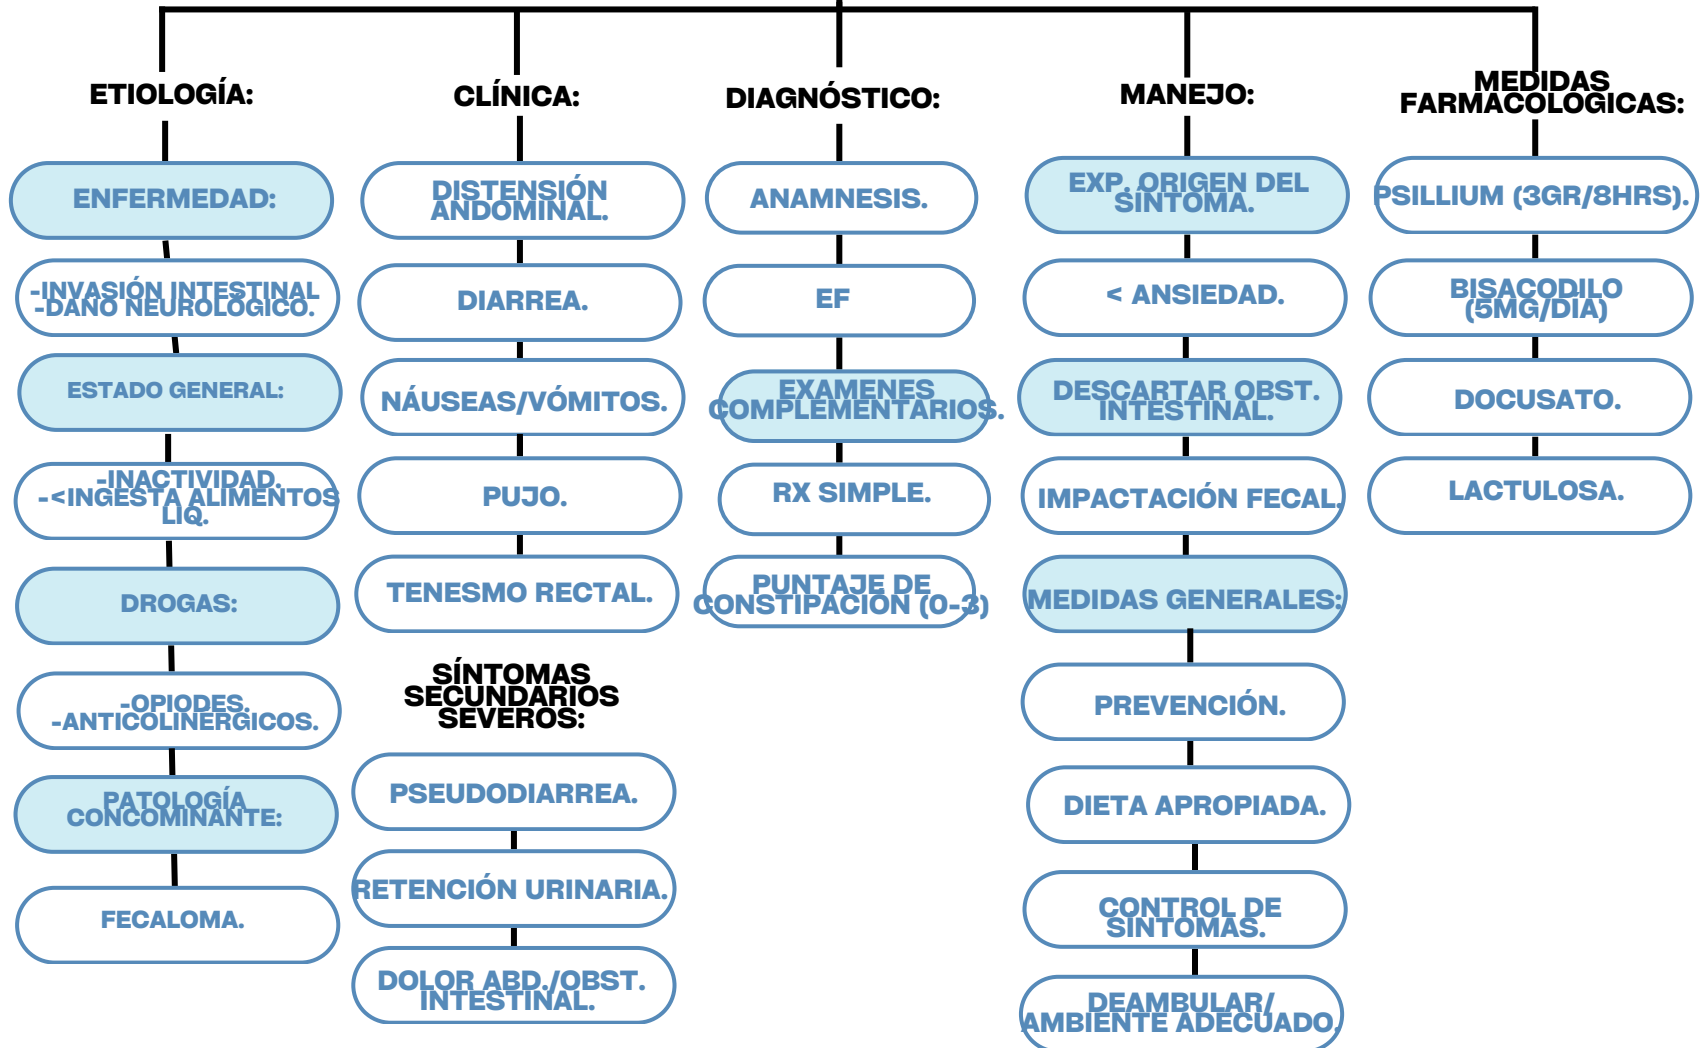 ETIOLOGÍA:
ENFERMEDAD:
-INVASIÓN INTESTINAL
-DAÑO NEUROLÓGICO.
ESTADO GENERAL:
-INACTIVIDAD.
-<INGESTA ALIMENTOS
LIQ.
DROGAS:
-OPIODES.
-ANTICOLINÉRGICOS.
PATOLOGÍA
CONCOMINANTE:
FECALOMA.
CLÍNICA:
DISTENSIÓN
ANDOMINAL.
DIARREA.
NÁUSEAS/VÓMITOS.
PUJO.
TENESMO RECTAL.
SÍNTOMAS
SECUNDARIOS
SEVEROS:
PSEUDODIARREA.
RETENCIÓN URINARIA.
DOLOR ABD./OBST.
INTESTINAL.
DIAGNÓSTICO:
ANAMNESIS.
EF
EXAMENES
COMPLEMENTARIOS.
RX SIMPLE.
PUNTAJE DE
CONSTIPACIÓN (0-3)
MANEJO:
EXP. ORIGEN DEL
SÍNTOMA.
< ANSIEDAD.
DESCARTAR OBST.
INTESTINAL.
IMPACTACIÓN FECAL.
MEDIDAS GENERALES:
PREVENCIÓN.
DIETA APROPIADA.
CONTROL DE
SÍNTOMAS.
DEAMBULAR/
AMBIENTE ADECUADO.
MEDIDAS
FARMACOLÓGICAS:
PSILLIUM (3GR/8HRS).
BISACODILO
(5MG/DÍA)
DOCUSATO.
LACTULOSA.